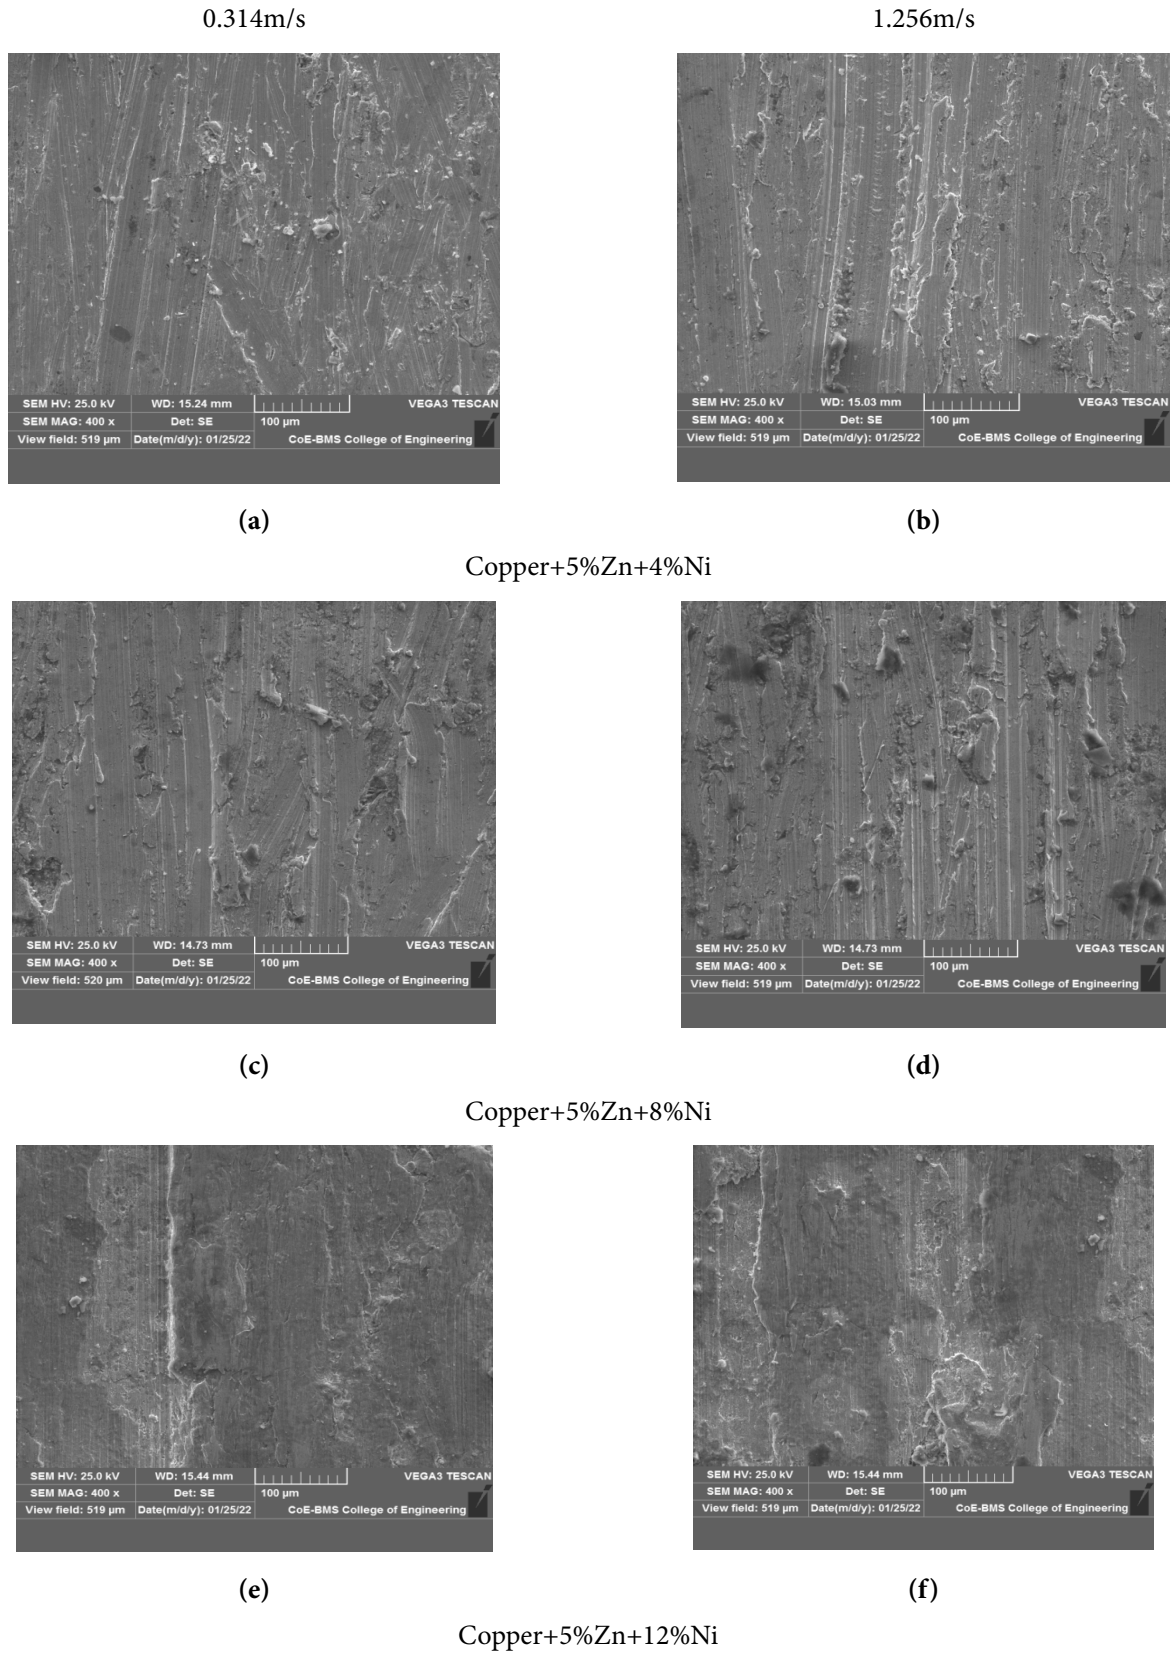 0.314m/s 1.256m/s
SEM HV: 25.0 kV WD: 15.24 mm VEGA3 TESCAN
SEM MAG: 400 x Det: SE 100 µm
View field: 519 µm Date(m/d/y): 01/25/22 CoE-BMS College of Engineering
SEM HV: 25.0 kV WD: 15.03 mm VEGA3 TESCAN
SEM MAG: 400 x Det: SE 100 µm
View field: 519 µm Date(m/d/y): 01/25/22 CoE-BMS College of Engineering
(a) (b)
Copper+5%Zn+4%Ni
SEM HV: 25.0 kV WD: 14.73 mm VEGA3 TESCAN
SEM MAG: 400 x Det: SE 100 µm
View field: 520 µm Date(m/d/y): 01/25/22 CoE-BMS College of Engineering
SEM HV: 25.0 kV WD: 14.73 mm VEGA3 TESCAN
SEM MAG: 400 x Det: SE 100 µm
View field: 519 µm Date(m/d/y): 01/25/22 CoE-BMS College of Engineering
(c) (d)
Copper+5%Zn+8%Ni
SEM HV: 25.0 kV WD: 15.44 mm VEGA3 TESCAN
SEM MAG: 400 x Det: SE 100 µm
View field: 519 µm Date(m/d/y): 01/25/22 CoE-BMS College of Engineering
SEM HV: 25.0 kV WD: 15.44 mm VEGA3 TESCAN
SEM MAG: 400 x Det: SE 100 µm
View field: 519 µm Date(m/d/y): 01/25/22 CoE-BMS College of Engineering
(e) (f)
Copper+5%Zn+12%Ni